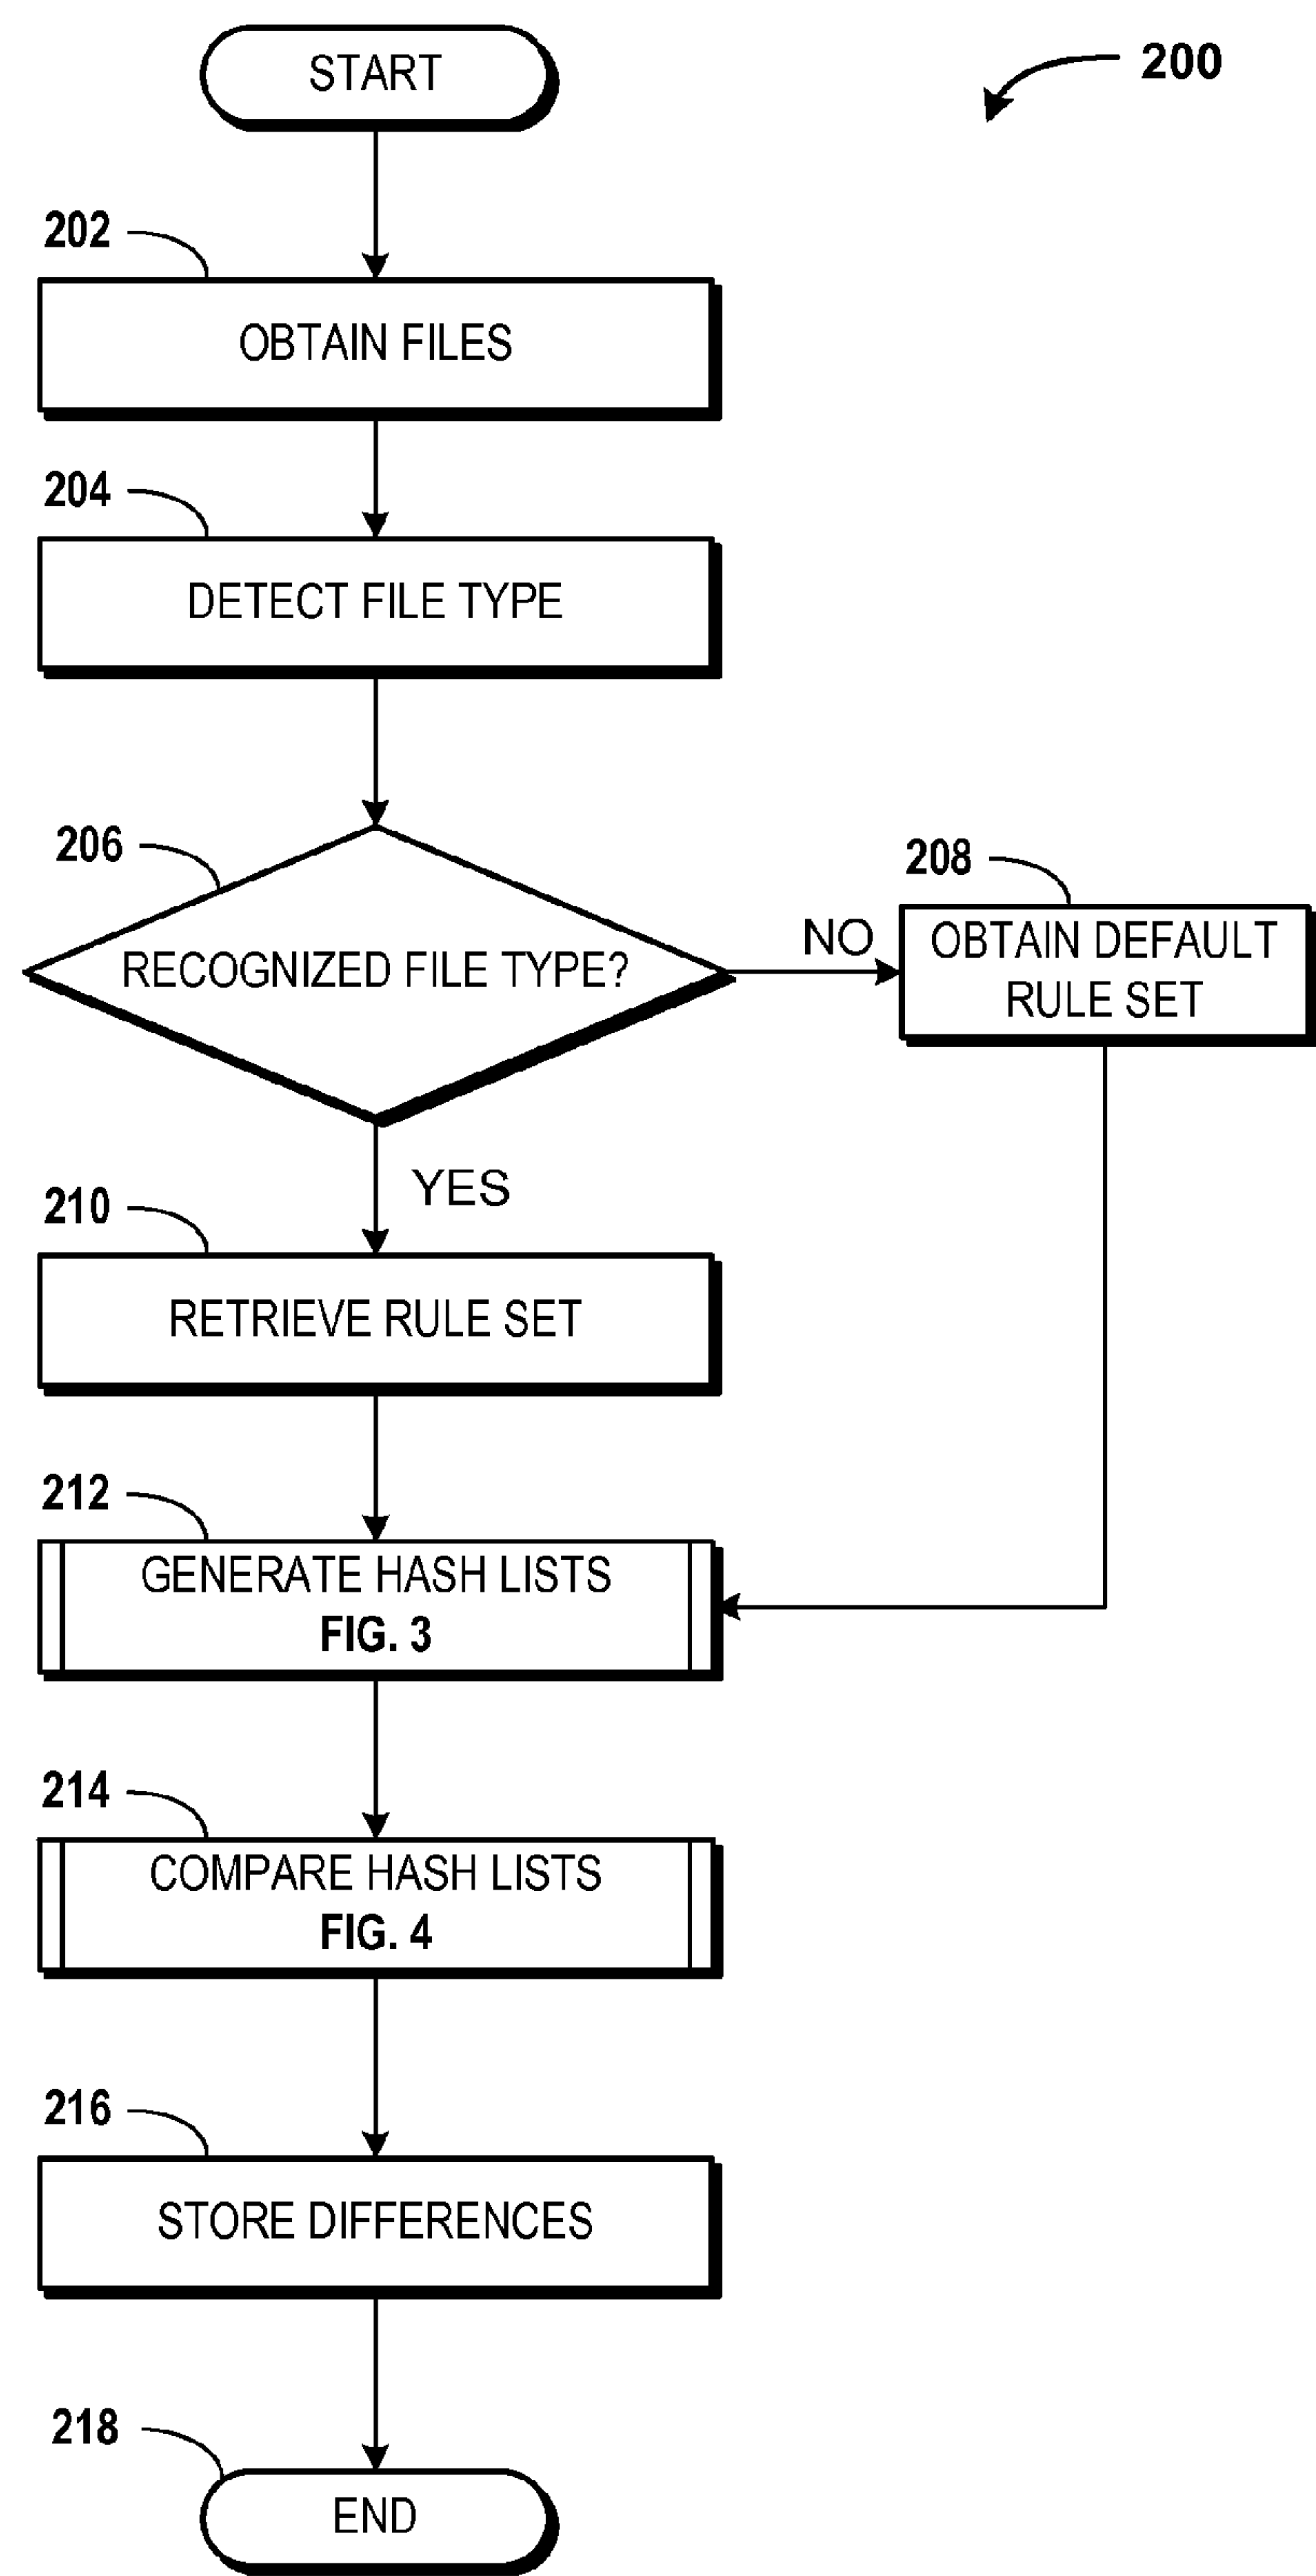 START
200
202
OBTAIN FILES
204
DETECT FILE TYPE
206
RECOGNIZED FILE TYPE?
NO
208
OBTAIN DEFAULT
RULE SET
YES
210
RETRIEVE RULE SET
212
GENERATE HASH LISTS
FIG. 3
214
COMPARE HASH LISTS
FIG. 4
216
STORE DIFFERENCES
218
END